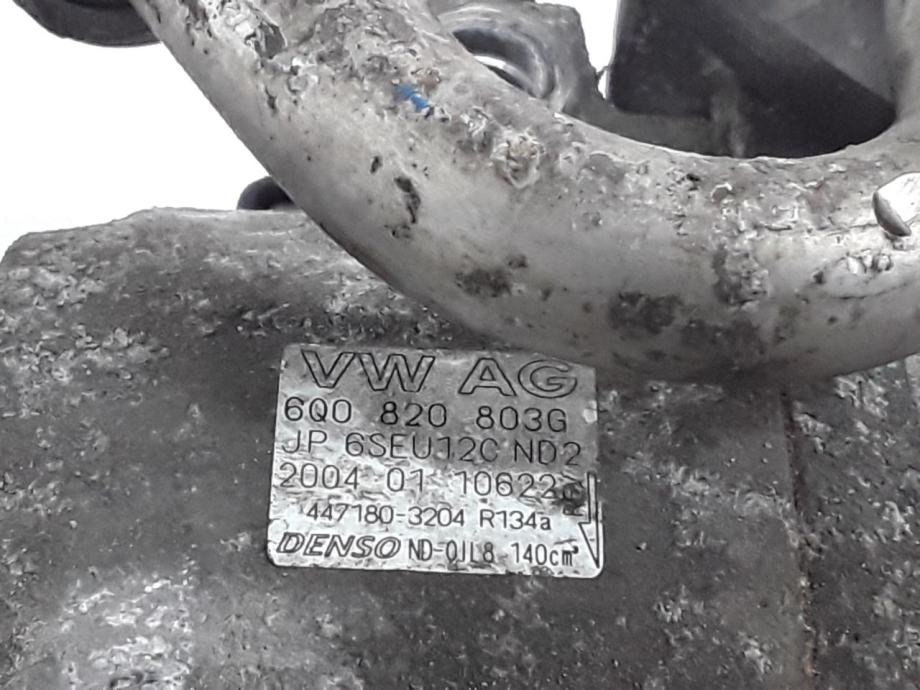 VW AG
6Q0 820 803G
JP 6SEU12C ND2
2004 01 10622
447180-3204 R134a
DENSO ND-OIL8 140cm³